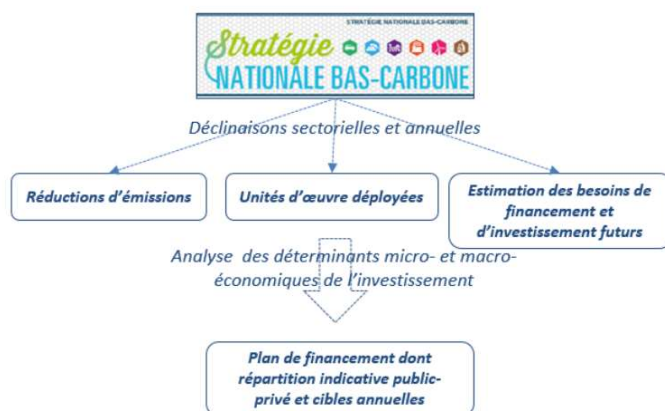 STRATÉGIE NATIONALE BAS-CARBONE
Stratégie
NATIONALE BAS-CARBONE
Déclinaisons sectorielles et annuelles
Réductions d'émissions
Unités d'œuvre déployées
Estimation des besoins de
financement et
d'investissement futurs
Analyse des déterminants micro- et macro-
économiques de l'investissement
Plan de financement dont
répartition indicative public-
privé et cibles annuelles